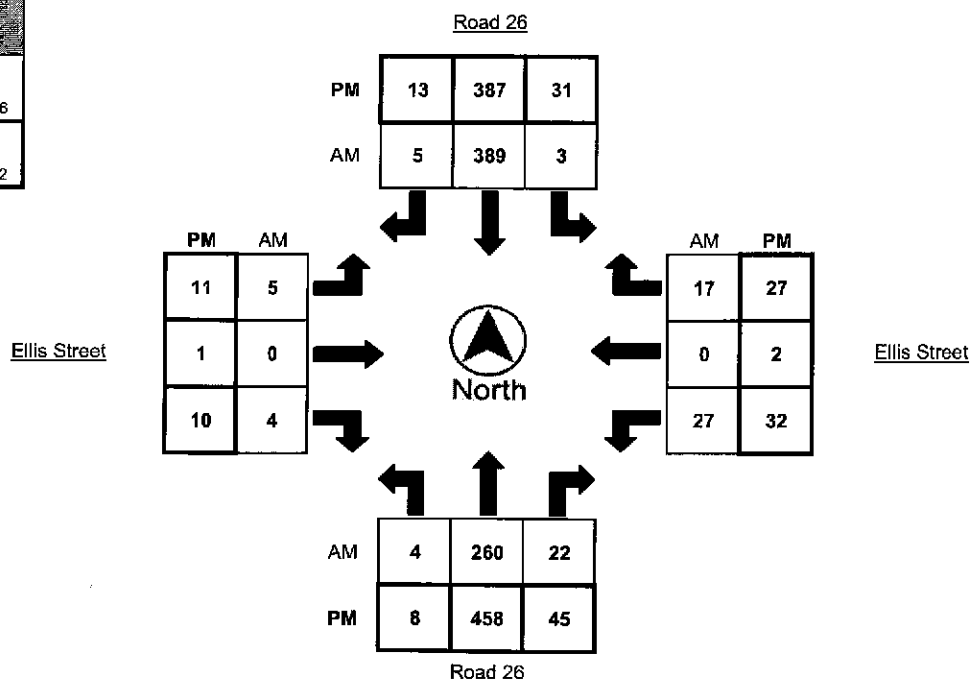 Road 26
PM 13 387 31
6
AM 5 389 3
2
PM AM
AM PM
11 5
17 27
Ellis Street
1 0
North
0 2
Ellis Street
10 4
27 32
AM 4 260 22
PM 8 458 45
Road 26